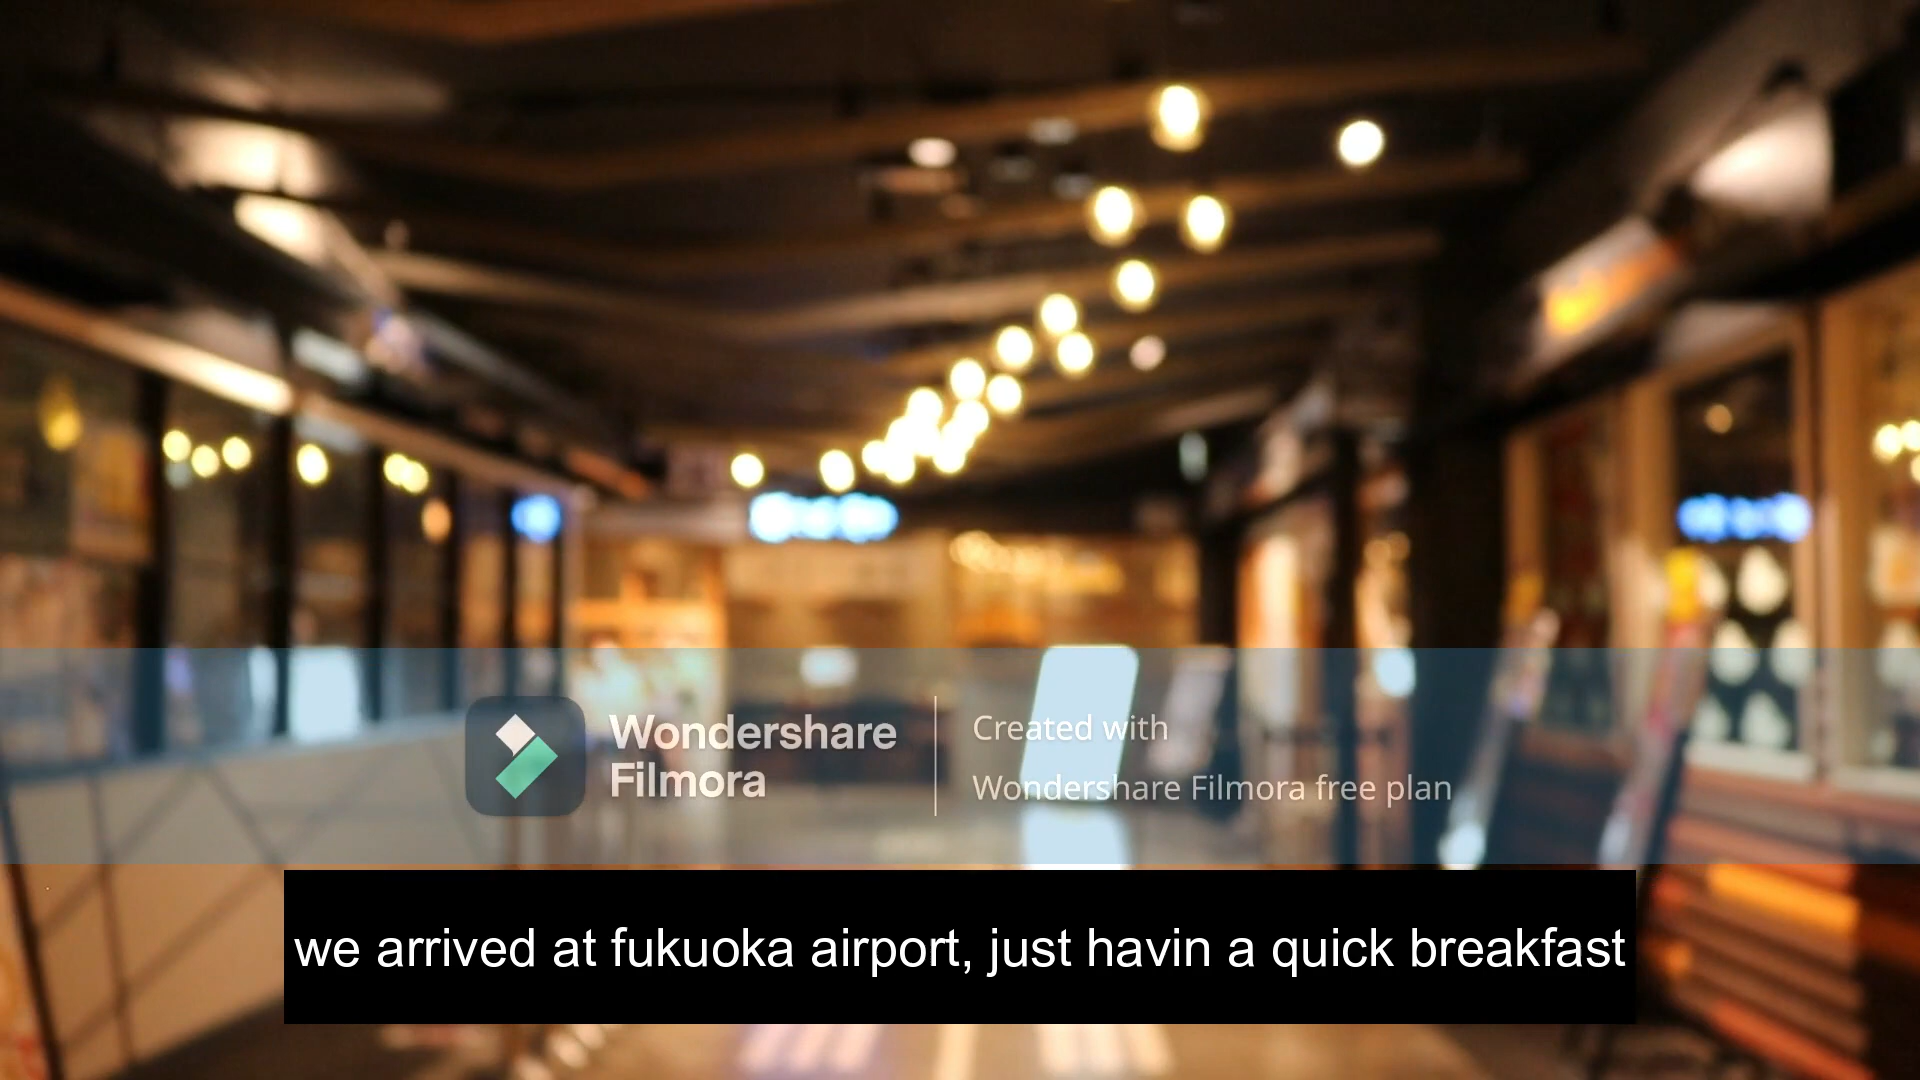 Wondershare
Filmora
Created with
Wondershare Filmora free plan
we arrived at fukuoka airport, just havin a quick breakfast